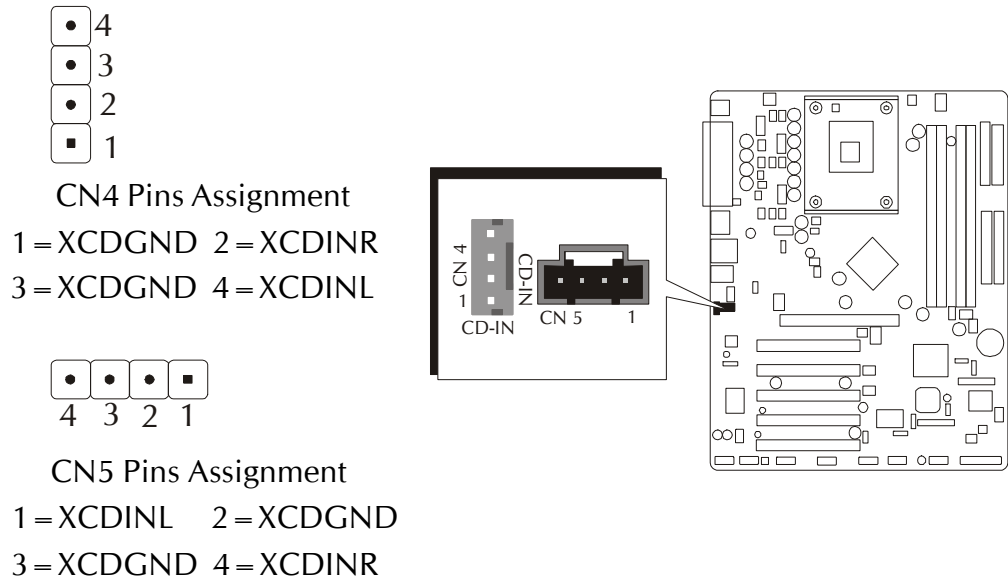 4
3
2
1
CN4 Pins Assignment
1=XCDGND 2=XCDINR
3=XCDGND 4=XCDINL
4 3 2 1
CN5 Pins Assignment
1=XCDINL 2=XCDGND
3=XCDGND 4=XCDINR
CN 4
1
CD-IN
CD-IN
CN 5 1